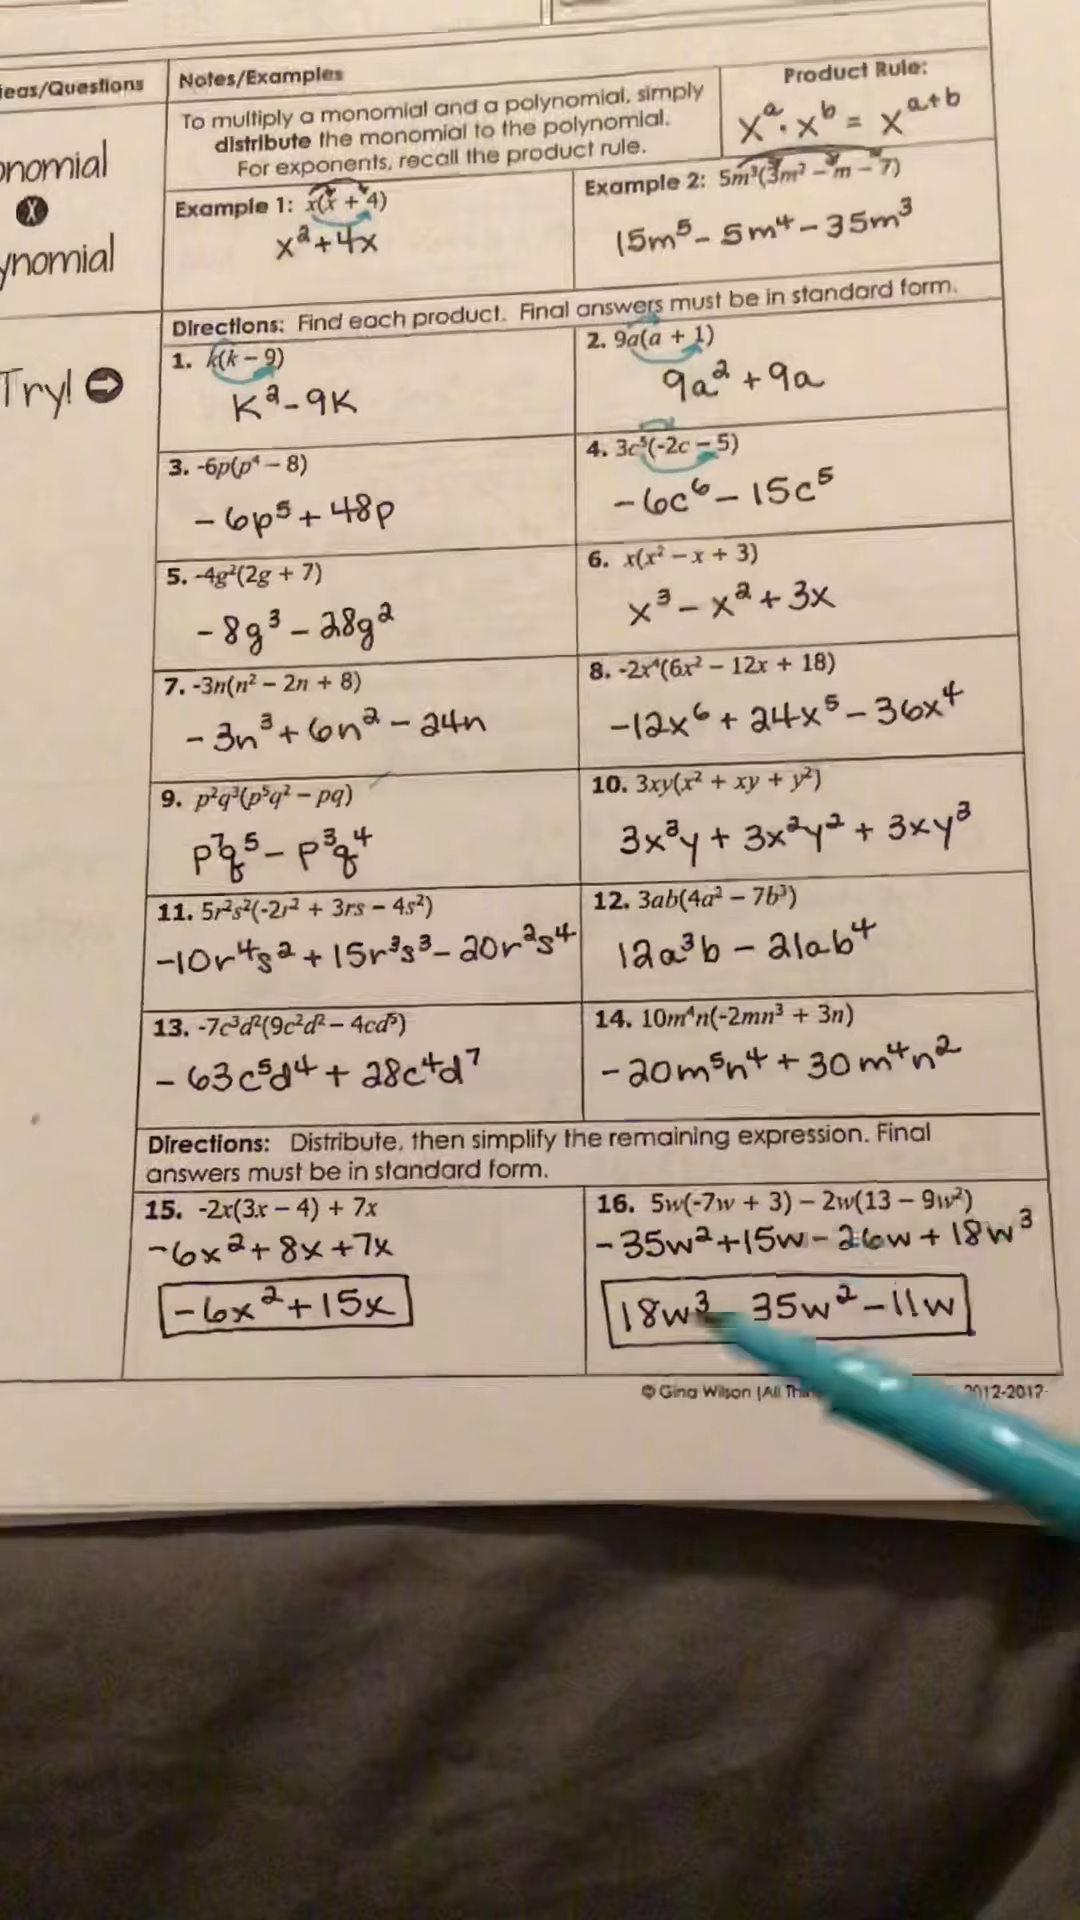 Notes/Examples
Product Rule:
To multiply a monomial and a polynomial, simply
distribute the monomial to the polynomial.
For exponents, recall the product rule.
xᵃ · xᵇ = xᵃ⁺ᵇ
Example 1: x(x + 4)
x² + 4x
Example 2: 5m³(3m² − m − 7)
15m⁵ − 5m⁴ − 35m³
Directions: Find each product. Final answers must be in standard form.
Try!
1. k(k − 9)
k² − 9k
2. 9a(a + 1)
9a² + 9a
3. -6p(p⁴ − 8)
−6p⁵ + 48p
4. 3c⁵(-2c − 5)
−6c⁶ − 15c⁵
5. -4g²(2g + 7)
−8g³ − 28g²
6. x(x² − x + 3)
x³ − x² + 3x
7. -3n(n² − 2n + 8)
−3n³ + 6n² − 24n
8. -2x⁴(6x² − 12x + 18)
−12x⁶ + 24x⁵ − 36x⁴
9. p²q³(p⁵q² − pq)
p⁷q⁵ − p³q⁴
10. 3xy(x² + xy + y²)
3x³y + 3x²y² + 3xy³
11. 5r²s²(-2r² + 3rs − 4s²)
−10r⁴s² + 15r³s³ − 20r²s⁴
12. 3ab(4a² − 7b³)
12a³b − 21ab⁴
13. -7c³d²(9c²d² − 4cd⁵)
−63c⁵d⁴ + 28c⁴d⁷
14. 10m⁴n(-2mn³ + 3n)
−20m⁵n⁴ + 30m⁴n²
Directions: Distribute, then simplify the remaining expression. Final
answers must be in standard form.
15. -2x(3x − 4) + 7x
−6x² + 8x + 7x
−6x² + 15x
16. 5w(-7w + 3) − 2w(13 − 9w²)
−35w² + 15w − 26w + 18w³
18w³ 35w² − 11w
© Gina Wilson (All 2012-2017